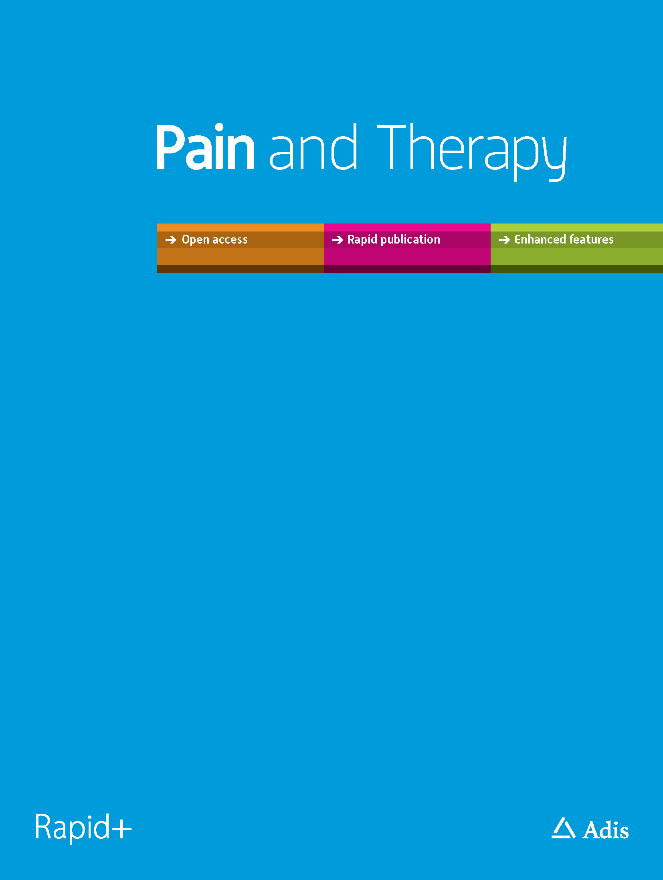 Pain and Therapy
→ Open access → Rapid publication → Enhanced features
Rapid+ Adis